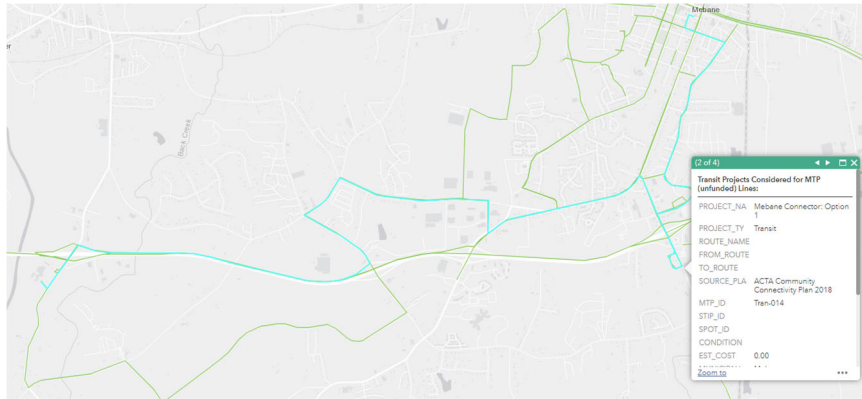 Mebane
er
Back Creek
(2 of 4)
Transit Projects Considered for MTP
(unfunded) Lines:
PROJECT_NA Mebane Connector: Option
1
PROJECT_TY Transit
ROUTE_NAME
FROM_ROUTE
TO_ROUTE
SOURCE_PLA ACTA Community
Connectivity Plan 2018
MTP_ID Tran-014
STIP_ID
SPOT_ID
CONDITION
EST_COST 0.00
Zoom to